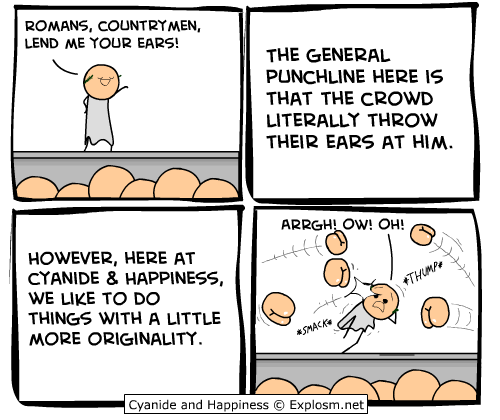 ROMANS, COUNTRYMEN,
LEND ME YOUR EARS!
THE GENERAL
PUNCHLINE HERE IS
THAT THE CROWD
LITERALLY THROW
THEIR EARS AT HIM.
HOWEVER, HERE AT
CYANIDE & HAPPINESS,
WE LIKE TO DO
THINGS WITH A LITTLE
MORE ORIGINALITY.
ARRGH! OW! OH!
*THUMP*
*SMACK*
Cyanide and Happiness © Explosm.net